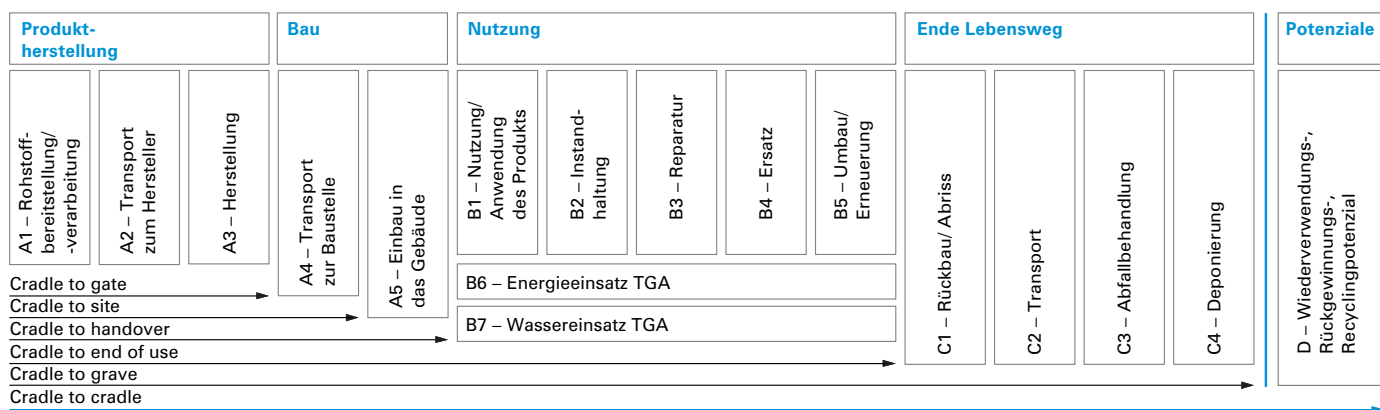 Produkt-
herstellung
Bau
Nutzung
Ende Lebensweg
Potenziale
A1 – Rohstoff-
bereitstellung/
-verarbeitung
A2 – Transport
zum Hersteller
A3 – Herstellung
A4 – Transport
zur Baustelle
A5 – Einbau in
das Gebäude
B1 – Nutzung/
Anwendung
des Produkts
B2 – Instand-
haltung
B3 – Reparatur
B4 – Ersatz
B5 – Umbau/
Erneuerung
B6 – Energieeinsatz TGA
B7 – Wassereinsatz TGA
C1 – Rückbau/ Abriss
C2 – Transport
C3 – Abfallbehandlung
C4 – Deponierung
D – Wiederverwendungs-,
Rückgewinnungs-,
Recyclingpotenzial
Cradle to gate
Cradle to site
Cradle to handover
Cradle to end of use
Cradle to grave
Cradle to cradle